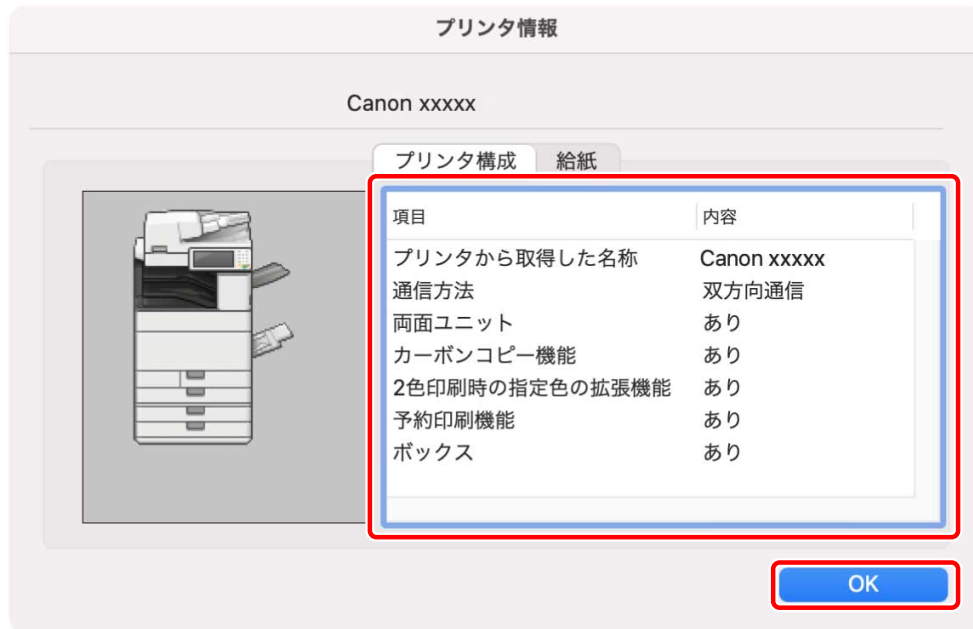 プリンタ情報
Canon xxxxx
プリンタ構成 給紙
項目 内容
プリンタから取得した名称 Canon xxxxx
通信方法 双方向通信
両面ユニット あり
カーボンコピー機能 あり
2色印刷時の指定色の拡張機能 あり
予約印刷機能 あり
ボックス あり
OK